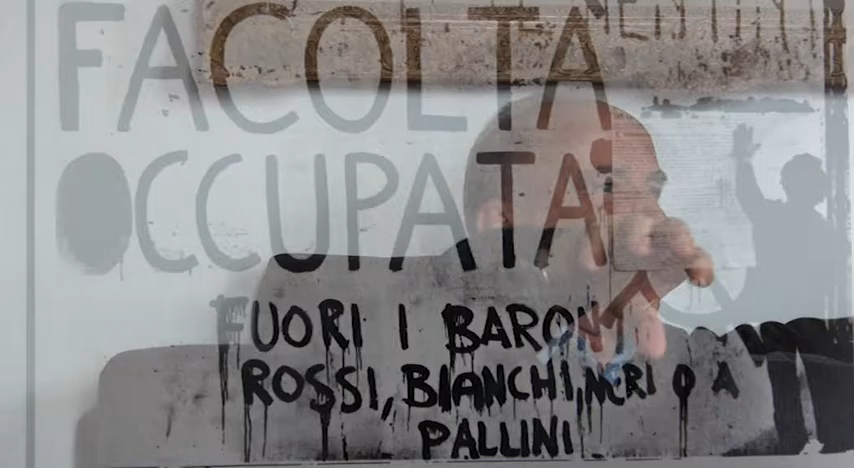 FACOLTA
OCCUPATA
FUORI I BARONI
ROSSI, BIANCHI, NERI O A
PALLINI